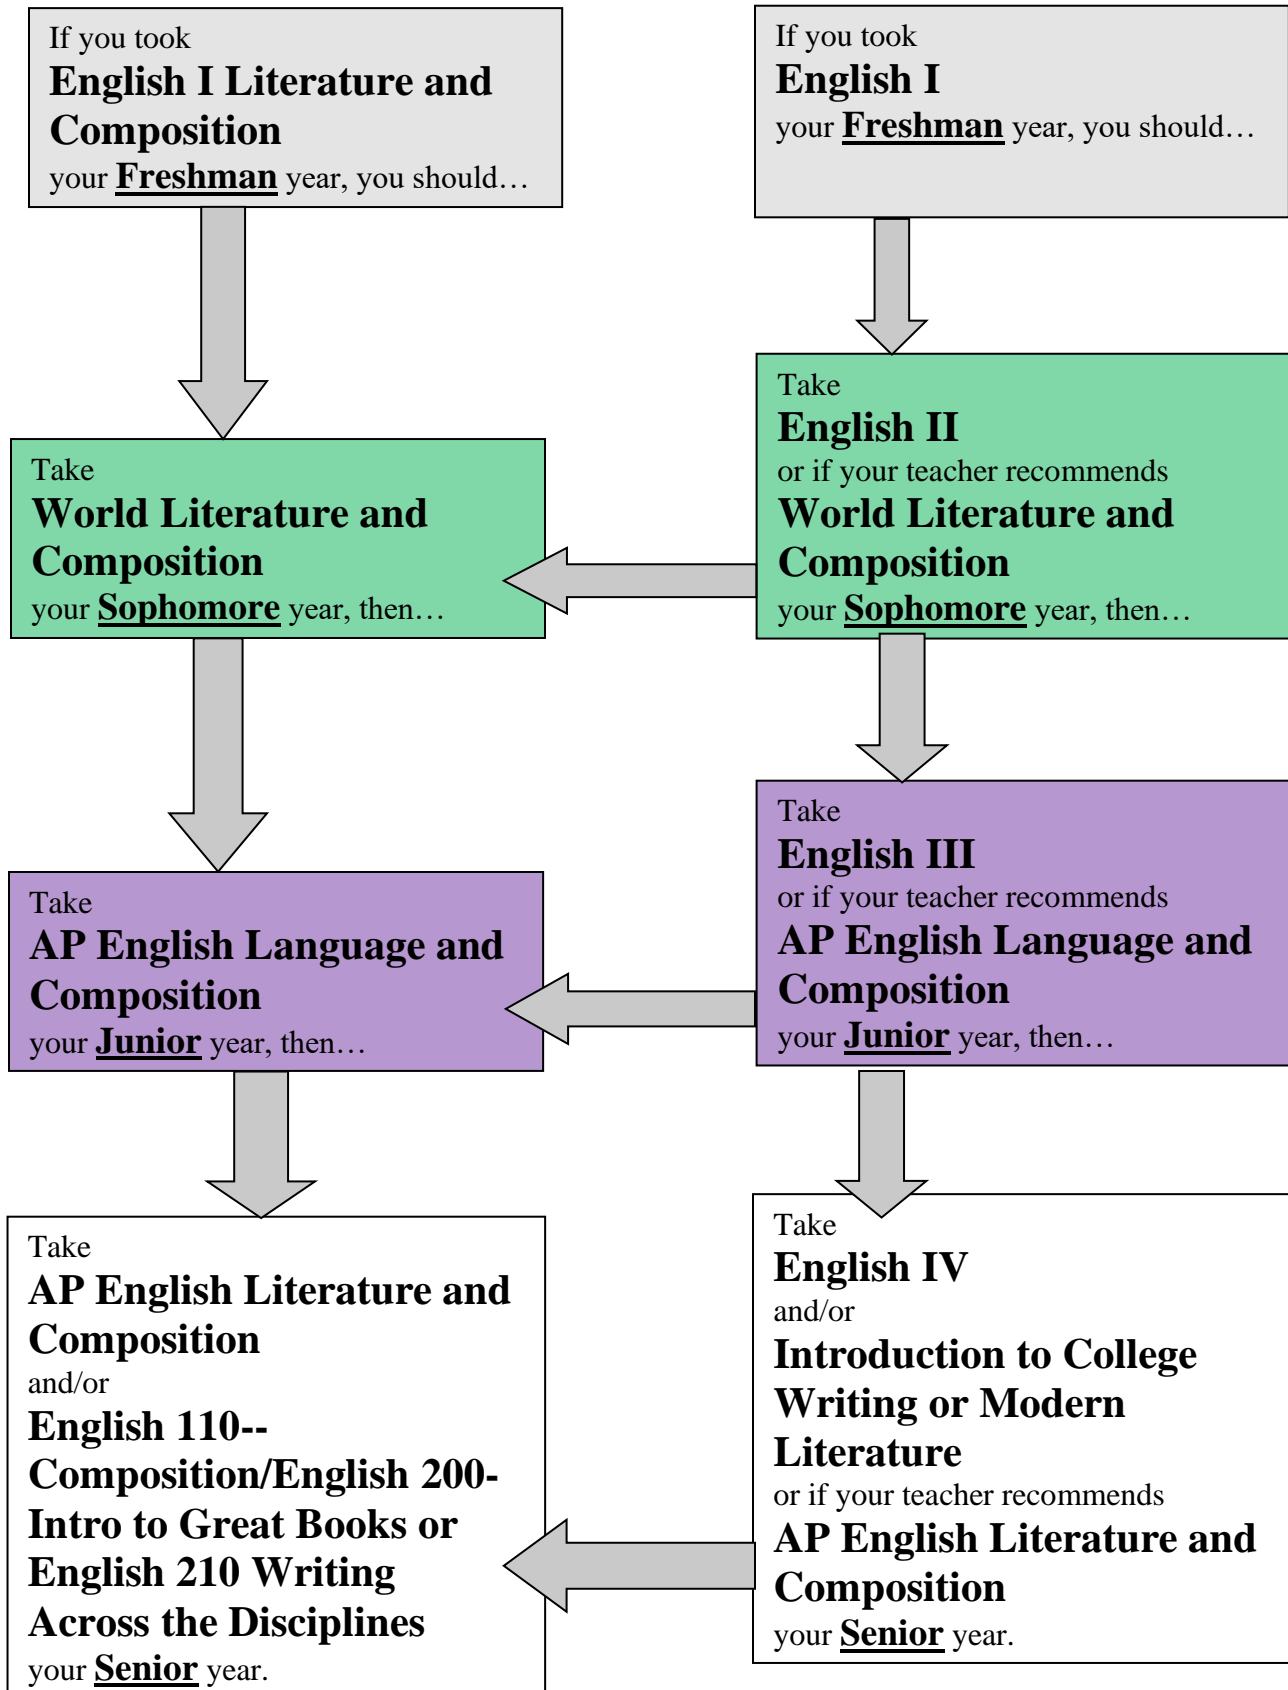 If you took
English I Literature and
Composition
your Freshman year, you should…
If you took
English I
your Freshman year, you should…
Take
World Literature and
Composition
your Sophomore year, then…
Take
English II
or if your teacher recommends
World Literature and
Composition
your Sophomore year, then…
Take
AP English Language and
Composition
your Junior year, then…
Take
English III
or if your teacher recommends
AP English Language and
Composition
your Junior year, then…
Take
AP English Literature and
Composition
and/or
English 110--
Composition/English 200-
Intro to Great Books or
English 210 Writing
Across the Disciplines
your Senior year.
Take
English IV
and/or
Introduction to College
Writing or Modern
Literature
or if your teacher recommends
AP English Literature and
Composition
your Senior year.